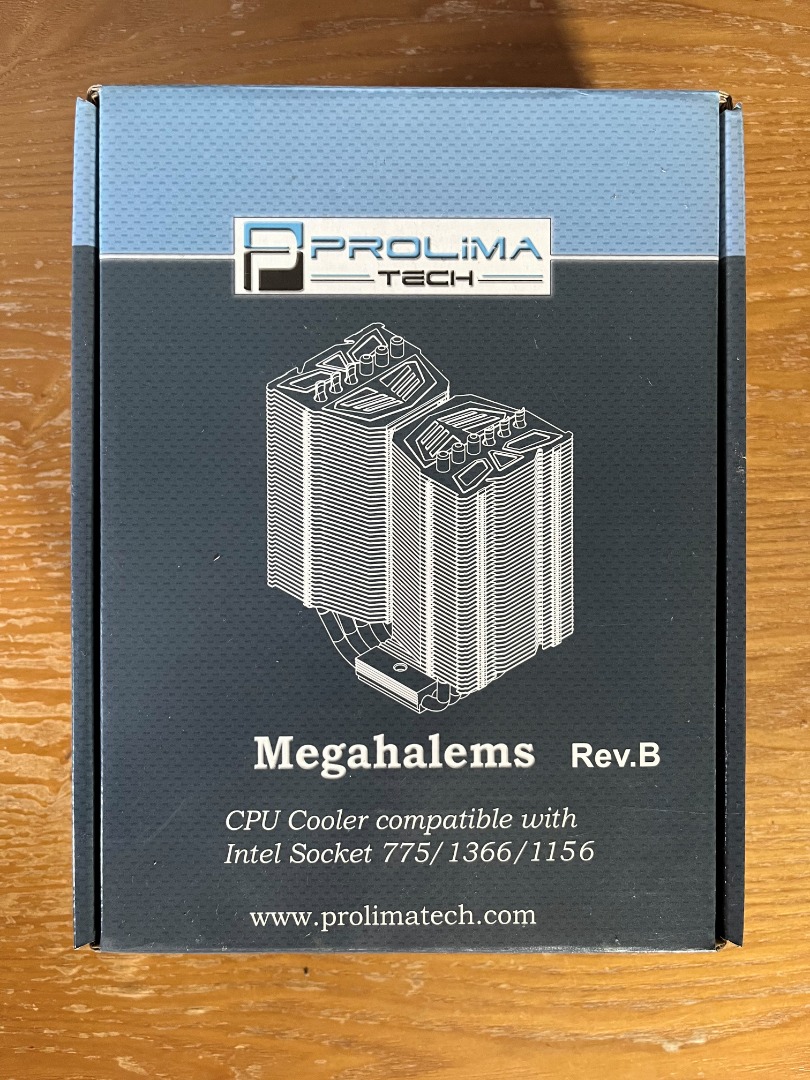 PROLiMA
TECH
Megahalems Rev.B
CPU Cooler compatible with
Intel Socket 775/1366/1156
www.prolimatech.com